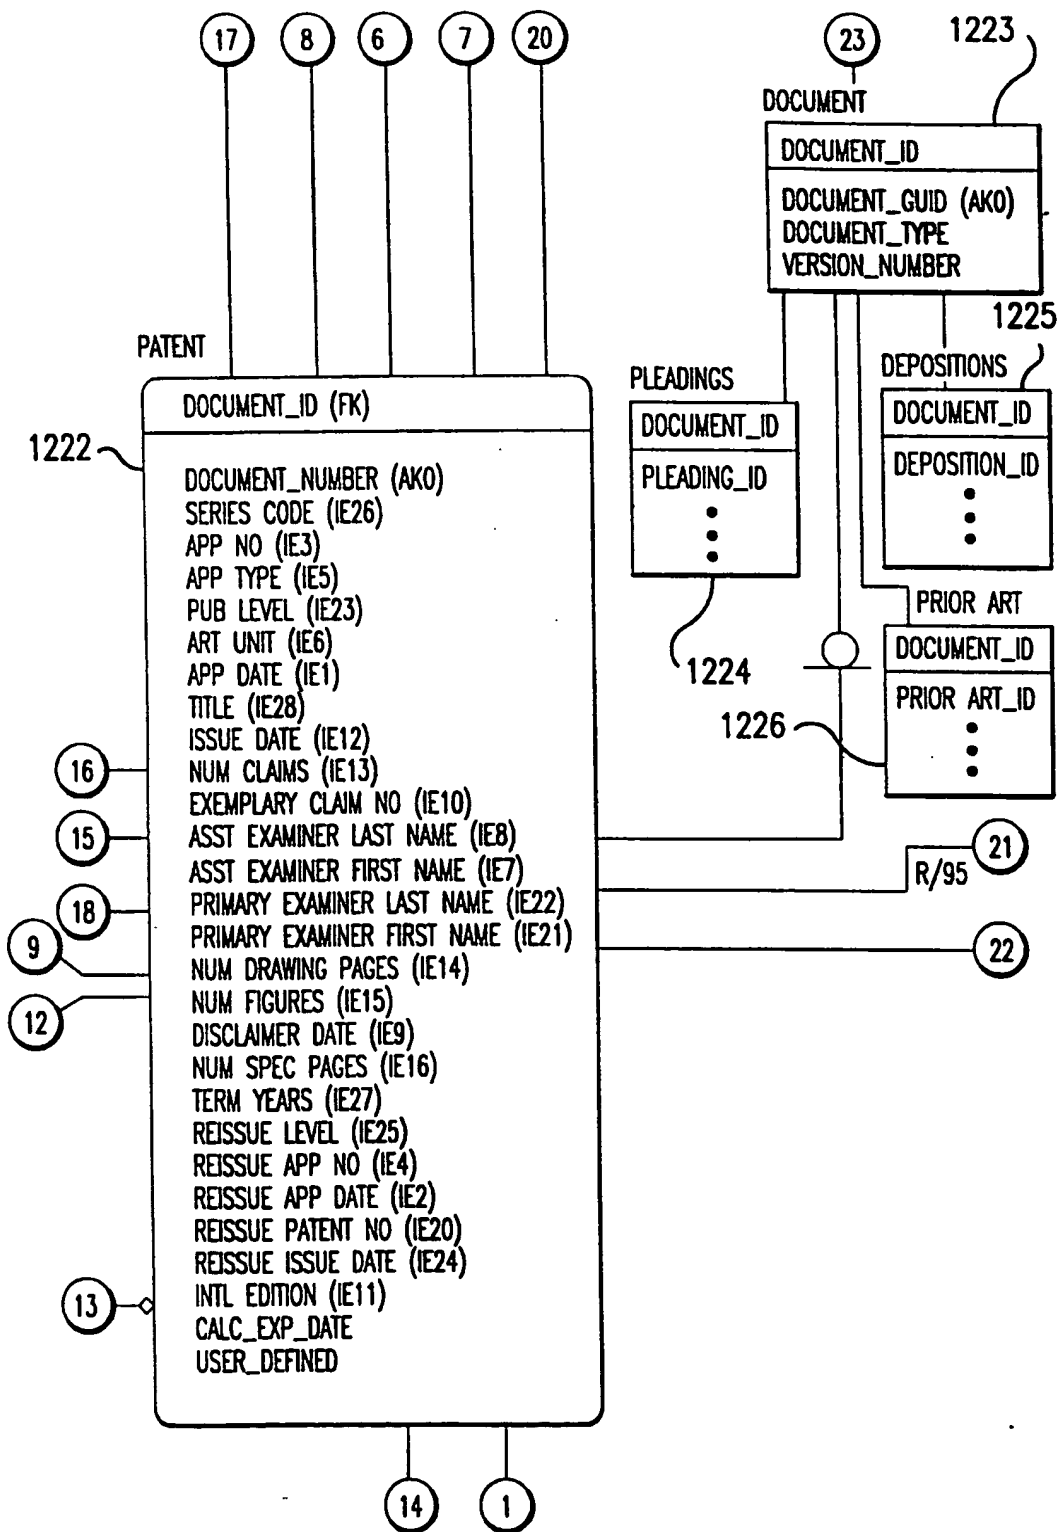 17
8
6
7
20
23
1223
DOCUMENT
DOCUMENT_ID
DOCUMENT_GUID (AK0)
DOCUMENT_TYPE
VERSION_NUMBER
1225
PATENT
PLEADINGS
DEPOSITIONS
DOCUMENT_ID (FK)
DOCUMENT_ID
DOCUMENT_ID
1222
PLEADING_ID
DEPOSITION_ID
DOCUMENT_NUMBER (AK0)
SERIES CODE (IE26)
APP NO (IE3)
APP TYPE (IE5)
PUB LEVEL (IE23)
ART UNIT (IE6)
APP DATE (IE1)
TITLE (IE28)
ISSUE DATE (IE12)
NUM CLAIMS (IE13)
EXEMPLARY CLAIM NO (IE10)
ASST EXAMINER LAST NAME (IE8)
ASST EXAMINER FIRST NAME (IE7)
PRIMARY EXAMINER LAST NAME (IE22)
PRIMARY EXAMINER FIRST NAME (IE21)
NUM DRAWING PAGES (IE14)
NUM FIGURES (IE15)
DISCLAIMER DATE (IE9)
NUM SPEC PAGES (IE16)
TERM YEARS (IE27)
REISSUE LEVEL (IE25)
REISSUE APP NO (IE4)
REISSUE APP DATE (IE2)
REISSUE PATENT NO (IE20)
REISSUE ISSUE DATE (IE24)
INTL EDITION (IE11)
CALC_EXP_DATE
USER_DEFINED
1224
PRIOR ART
DOCUMENT_ID
PRIOR ART_ID
1226
16
15
18
9
12
13
21
R/95
22
14
1